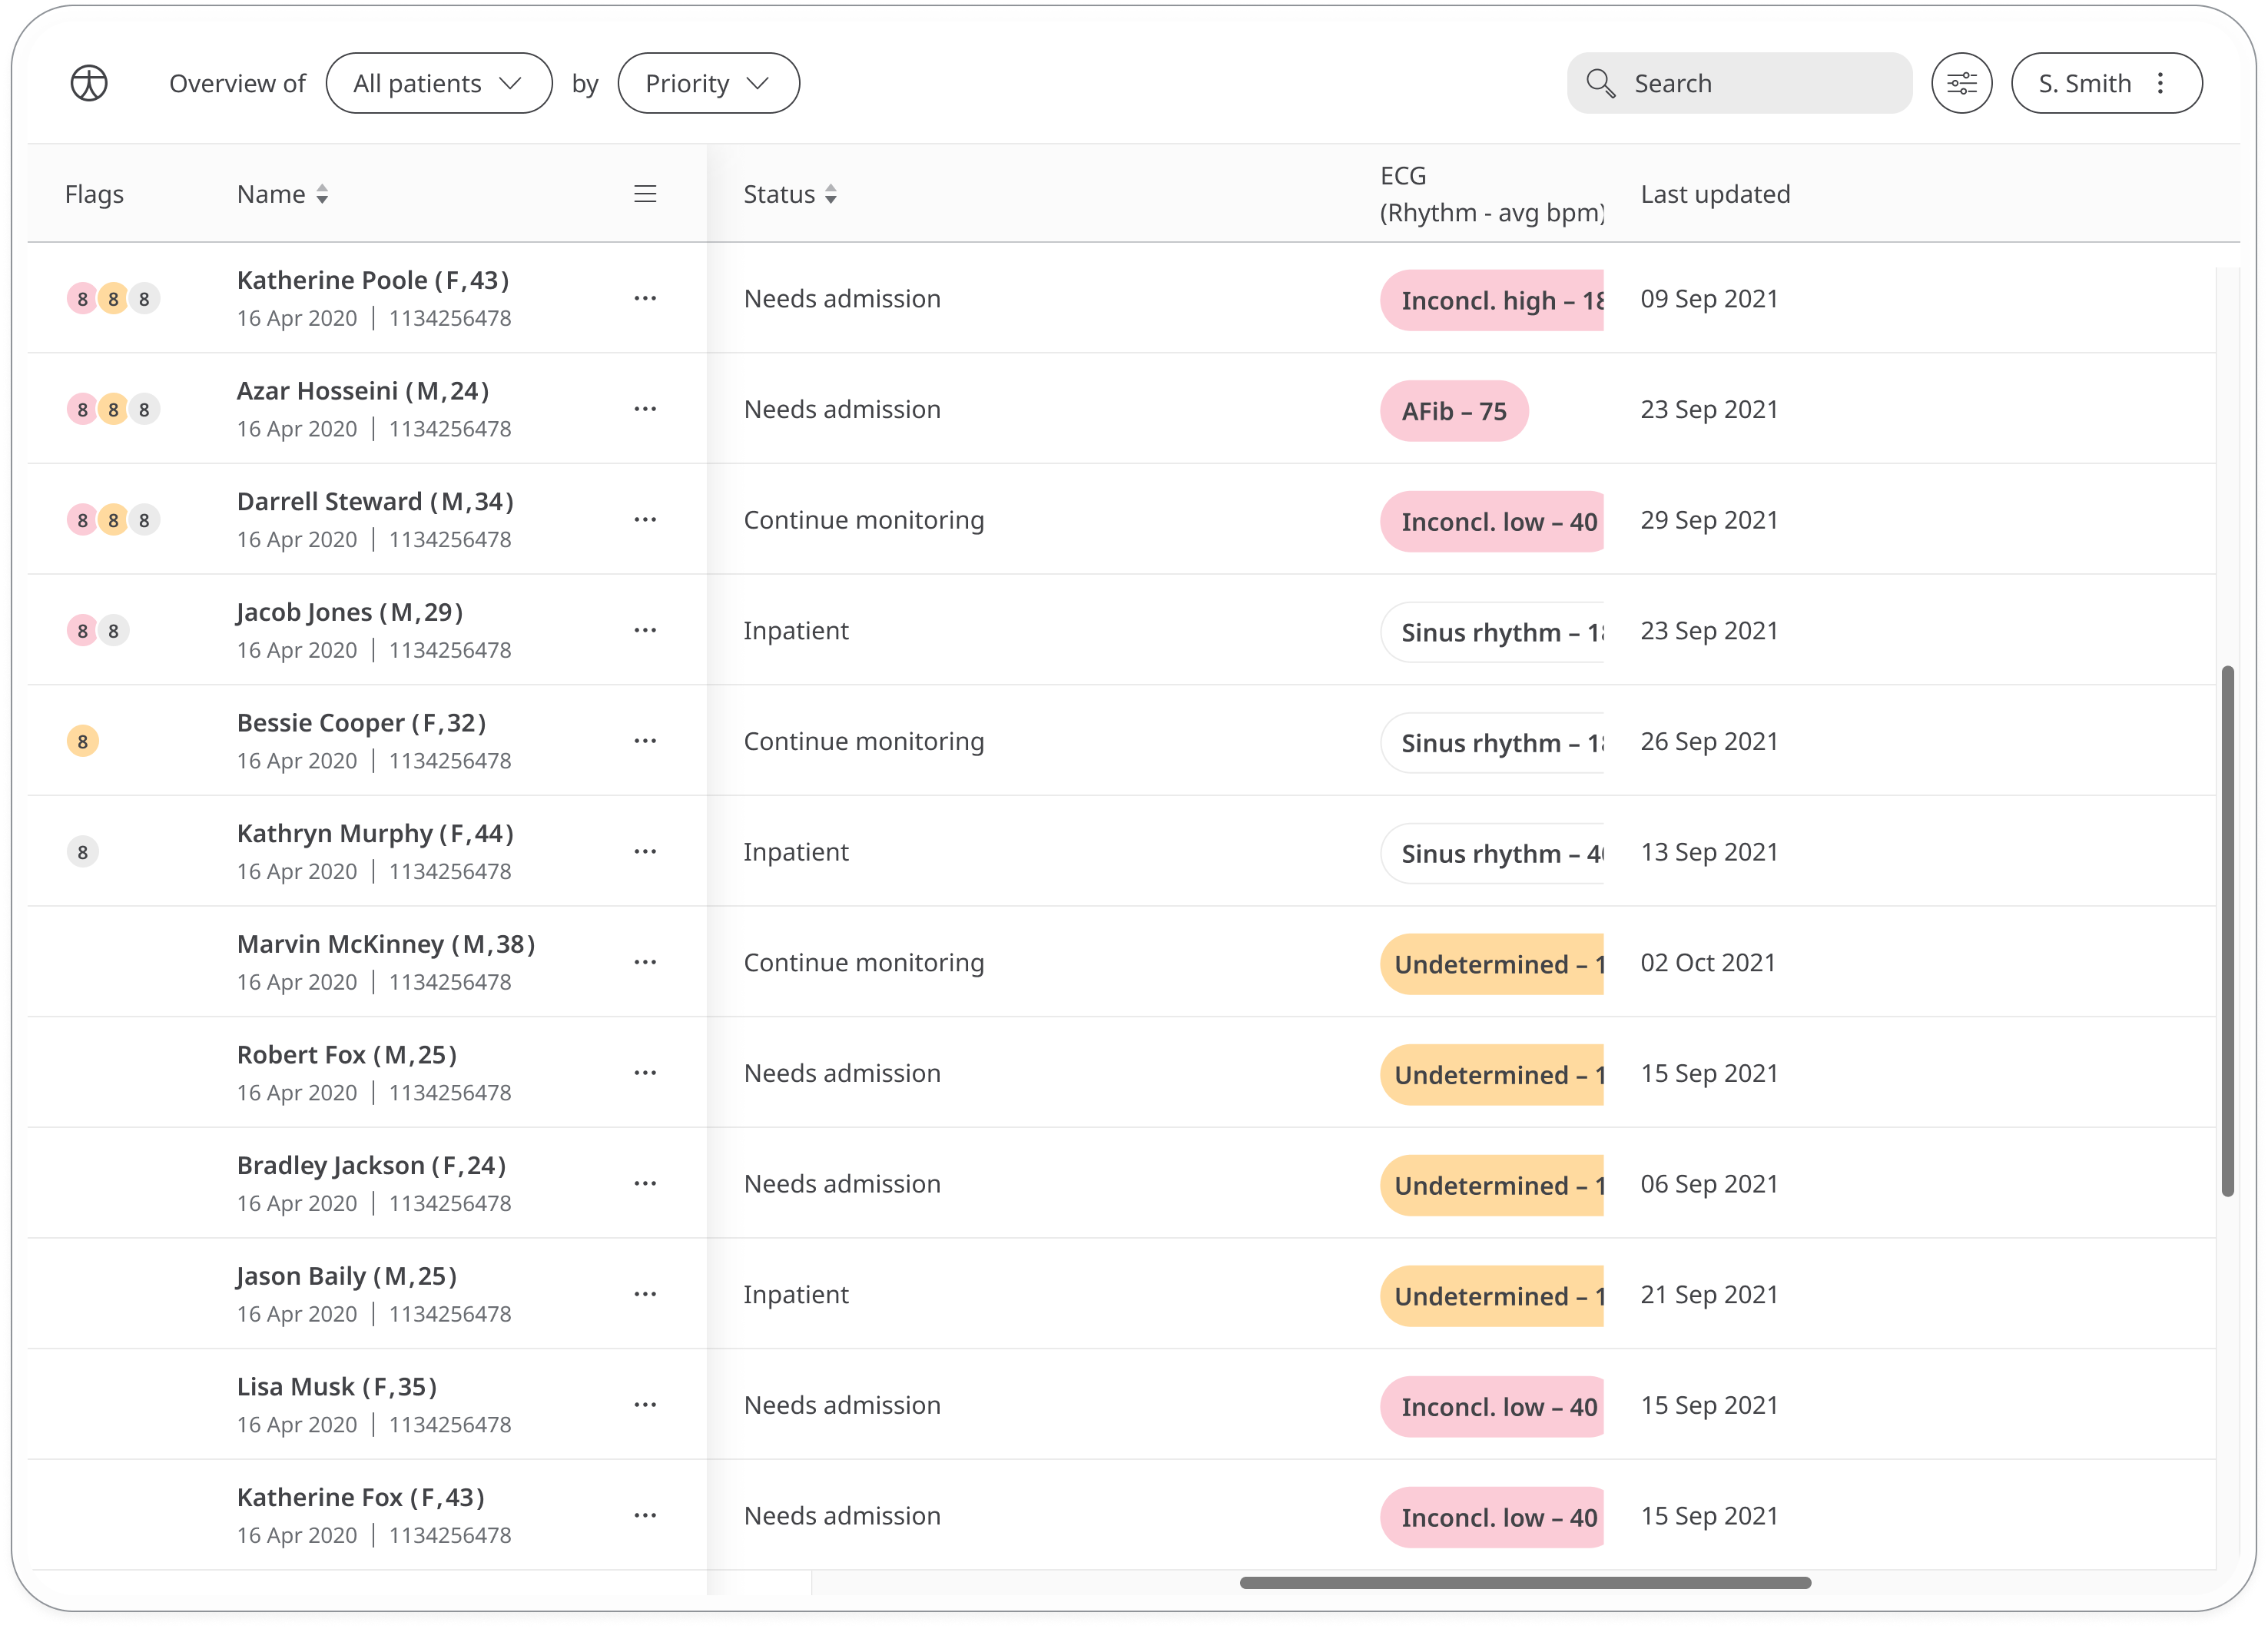 Overview of All patients by Priority Search S. Smith
Flags Name Status ECG (Rhythm - avg bpm) Last updated
8 8 8 Katherine Poole (F,43) Needs admission Inconcl. high – 18 09 Sep 2021
16 Apr 2020 | 1134256478
8 8 8 Azar Hosseini (M,24) Needs admission AFib – 75 23 Sep 2021
16 Apr 2020 | 1134256478
8 8 8 Darrell Steward (M,34) Continue monitoring Inconcl. low – 40 29 Sep 2021
16 Apr 2020 | 1134256478
8 8 Jacob Jones (M,29) Inpatient Sinus rhythm – 18 23 Sep 2021
16 Apr 2020 | 1134256478
8 Bessie Cooper (F,32) Continue monitoring Sinus rhythm – 18 26 Sep 2021
16 Apr 2020 | 1134256478
8 Kathryn Murphy (F,44) Inpatient Sinus rhythm – 40 13 Sep 2021
16 Apr 2020 | 1134256478
Marvin McKinney (M,38) Continue monitoring Undetermined – 1 02 Oct 2021
16 Apr 2020 | 1134256478
Robert Fox (M,25) Needs admission Undetermined – 1 15 Sep 2021
16 Apr 2020 | 1134256478
Bradley Jackson (F,24) Needs admission Undetermined – 1 06 Sep 2021
16 Apr 2020 | 1134256478
Jason Baily (M,25) Inpatient Undetermined – 1 21 Sep 2021
16 Apr 2020 | 1134256478
Lisa Musk (F,35) Needs admission Inconcl. low – 40 15 Sep 2021
16 Apr 2020 | 1134256478
Katherine Fox (F,43) Needs admission Inconcl. low – 40 15 Sep 2021
16 Apr 2020 | 1134256478